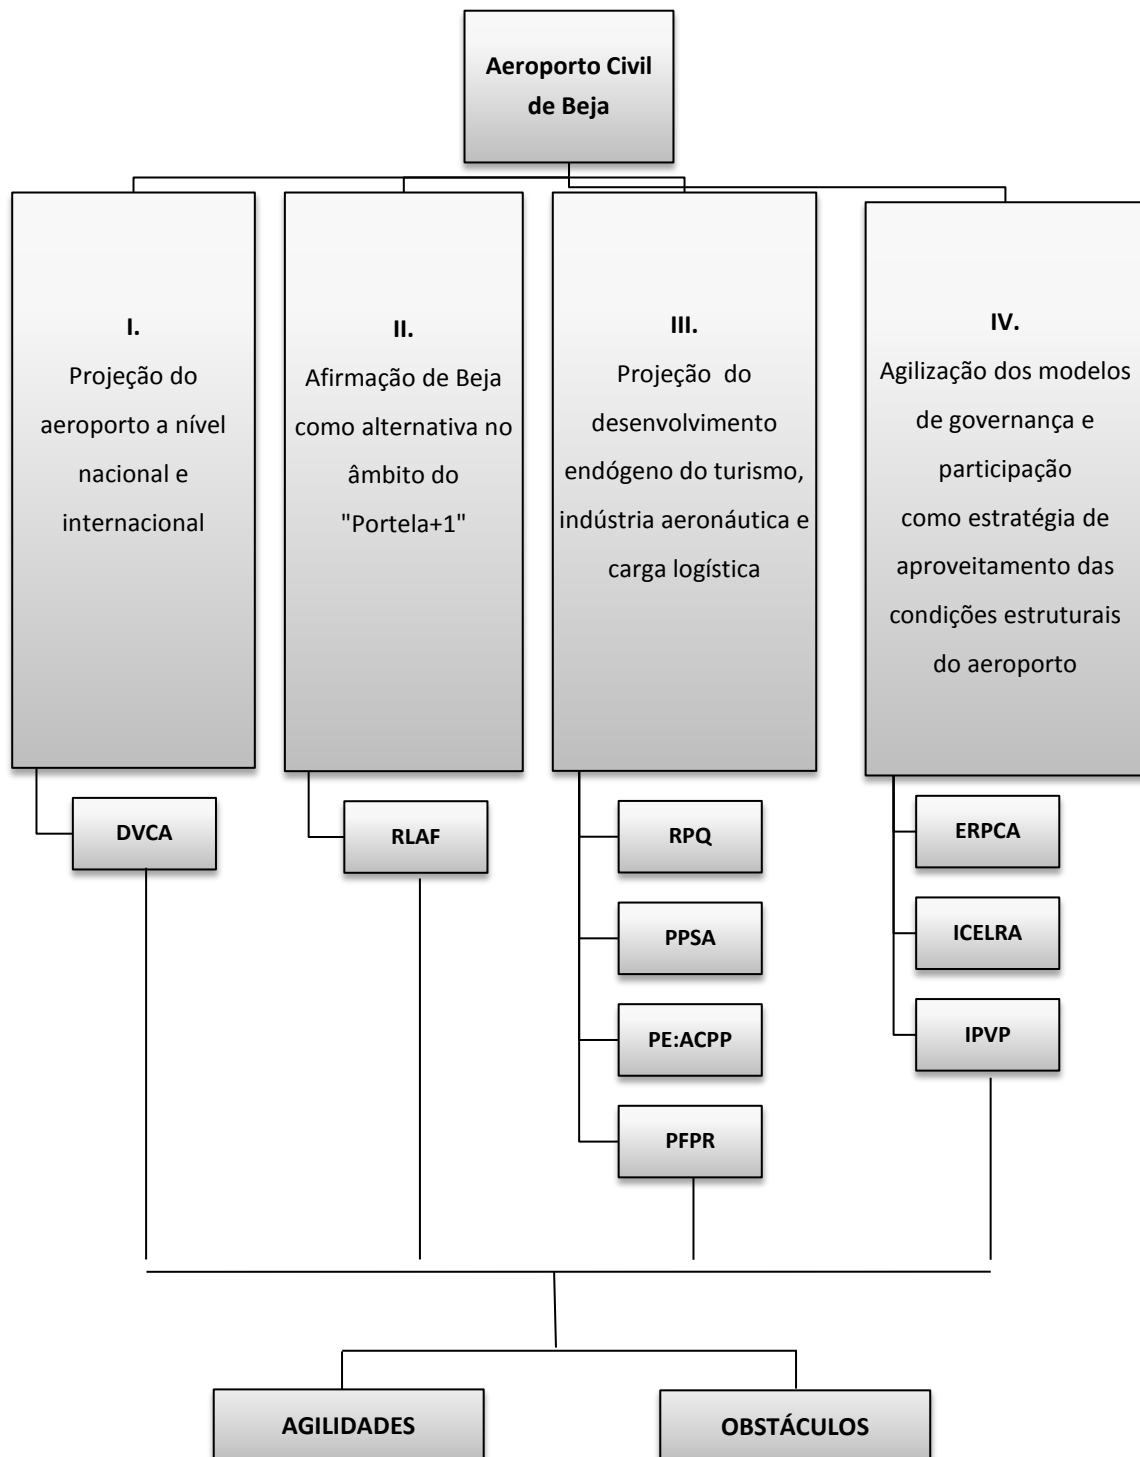 Aeroporto Civil
de Beja
I.
Projeção do
aeroporto a nível
nacional e
internacional
II.
Afirmação de Beja
como alternativa no
âmbito do
"Portela+1"
III.
Projeção do
desenvolvimento
endógeno do turismo,
indústria aeronáutica e
carga logística
IV.
Agilização dos modelos
de governança e
participação
como estratégia de
aproveitamento das
condições estruturais
do aeroporto
DVCA
RLAF
RPQ
PPSA
PE:ACPP
PFPR
ERPCA
ICELRA
IPVP
AGILIDADES
OBSTÁCULOS